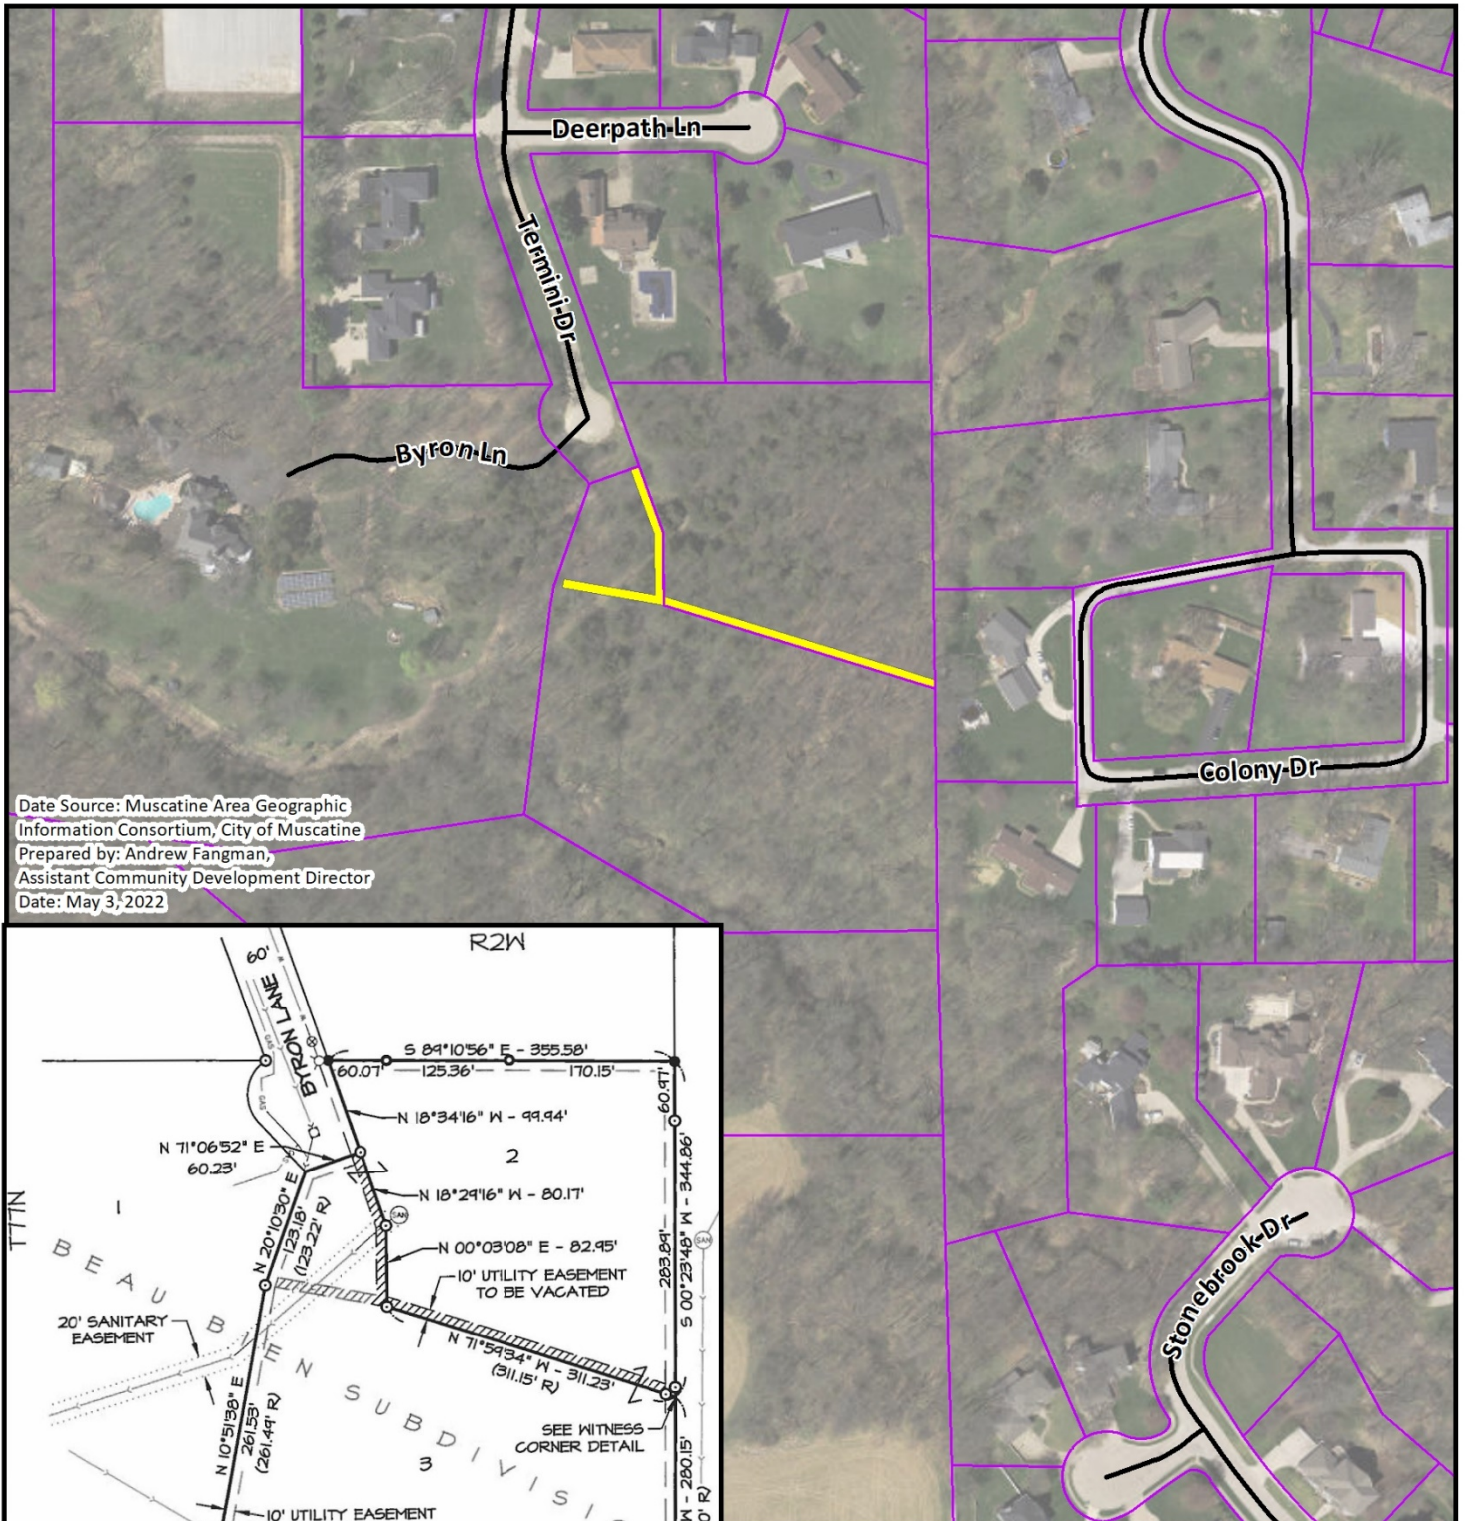 Deerpath Ln
Termini Dr
Byron Ln
Colony Dr
Date Source: Muscatine Area Geographic
Information Consortium, City of Muscatine
Prepared by: Andrew Fangman,
Assistant Community Development Director
Date: May 3, 2022
Stonebrook Dr
R2W
60'
BYRON LANE
GAS
GAS
S 89°10'56" E - 355.58'
60.07'
125.36'
170.15'
60.97'
N 18°34'16" W - 99.94'
N 71°06'52" E
60.23'
2
N 18°29'16" W - 80.17'
SAN
T77N
1
N 20°10'30" E
123.18'
(123.22' R)
N 00°03'08" E - 82.95'
10' UTILITY EASEMENT
TO BE VACATED
283.89'
S 00°23'48" W - 344.86'
SAN
BEAU BIEN SUBDIVISI
20' SANITARY
EASEMENT
N 71°59'34" W - 311.23'
(311.15' R)
N 10°51'38" E
261.53'
(261.49' R)
SEE WITNESS
CORNER DETAIL
3
W - 280.15'
0' R)
10' UTILITY EASEMENT